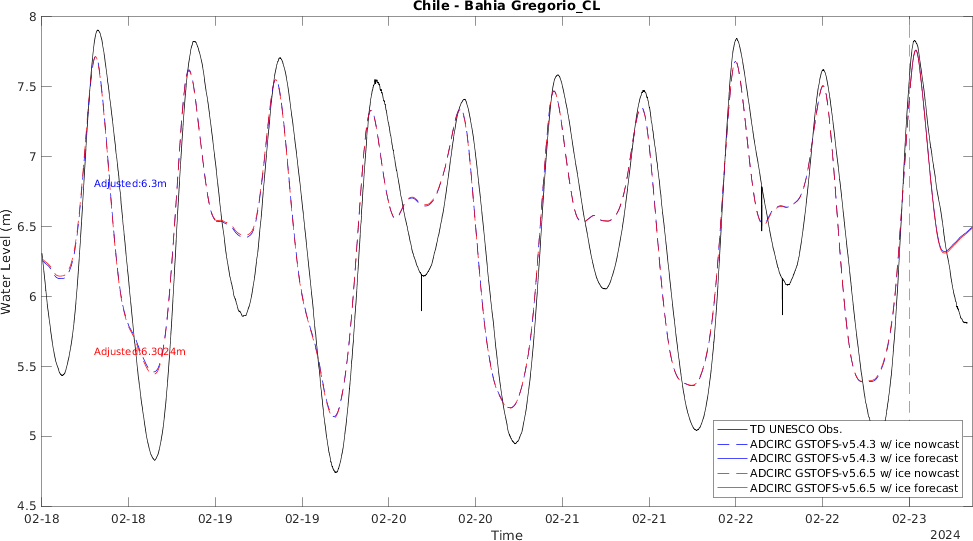 Chile - Bahia Gregorio_CL
8
7.5
7
6.5
6
5.5
5
4.5
Water Level (m)
Adjusted:6.3m
Adjusted:6.3024m
TD UNESCO Obs.
ADCIRC GSTOFS-v5.4.3 w/ ice nowcast
ADCIRC GSTOFS-v5.4.3 w/ ice forecast
ADCIRC GSTOFS-v5.6.5 w/ ice nowcast
ADCIRC GSTOFS-v5.6.5 w/ ice forecast
02-18 02-18 02-19 02-19 02-20 02-20 02-21 02-21 02-22 02-22 02-23
Time
2024